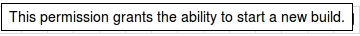 This permission grants the ability to start a new build.